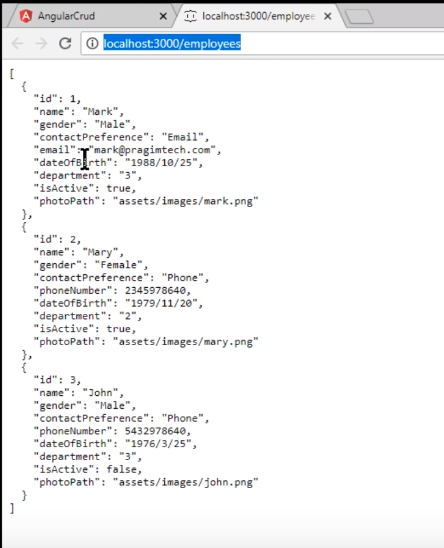 AngularCrud
localhost:3000/employee
localhost:3000/employees
[
  {
    "id": 1,
    "name": "Mark",
    "gender": "Male",
    "contactPreference": "Email",
    "email": "mark@pragimtech.com",
    "dateOfBirth": "1988/10/25",
    "department": "3",
    "isActive": true,
    "photoPath": "assets/images/mark.png"
  },
  {
    "id": 2,
    "name": "Mary",
    "gender": "Female",
    "contactPreference": "Phone",
    "phoneNumber": 2345978640,
    "dateOfBirth": "1979/11/20",
    "department": "2",
    "isActive": true,
    "photoPath": "assets/images/mary.png"
  },
  {
    "id": 3,
    "name": "John",
    "gender": "Male",
    "contactPreference": "Phone",
    "phoneNumber": 5432978640,
    "dateOfBirth": "1976/3/25",
    "department": "3",
    "isActive": false,
    "photoPath": "assets/images/john.png"
  }
]